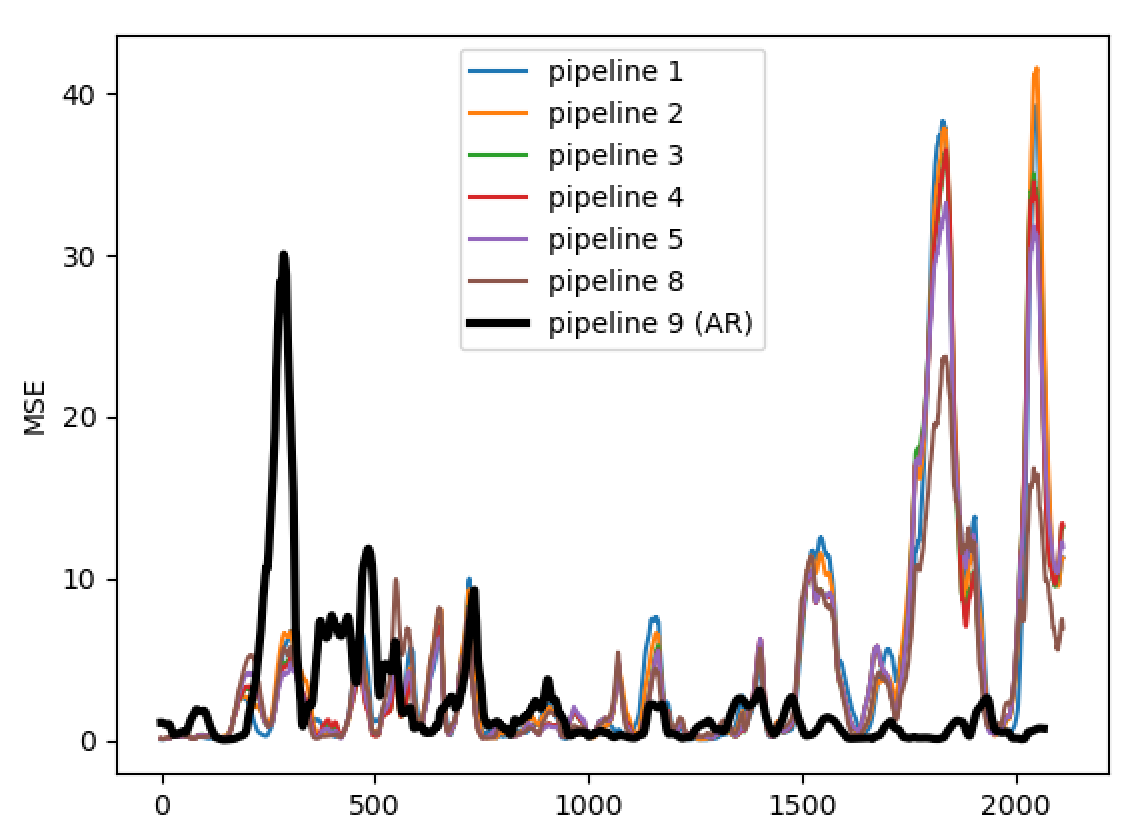 pipeline 1
pipeline 2
pipeline 3
pipeline 4
pipeline 5
pipeline 8
pipeline 9 (AR)
MSE
40
30
20
10
0
0 500 1000 1500 2000